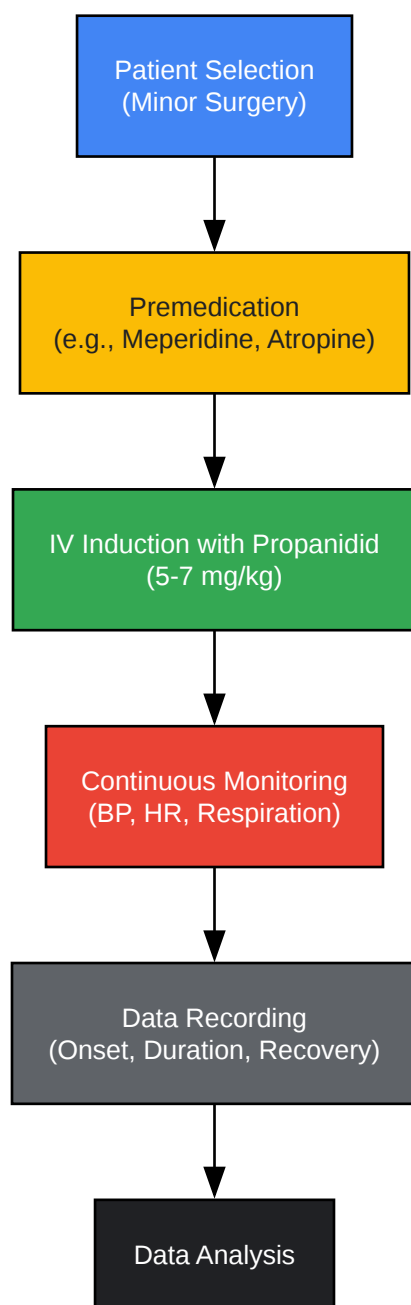 Patient Selection
(Minor Surgery)
Premedication
(e.g., Meperidine, Atropine)
IV Induction with Propanidid
(5-7 mg/kg)
Continuous Monitoring
(BP, HR, Respiration)
Data Recording
(Onset, Duration, Recovery)
Data Analysis